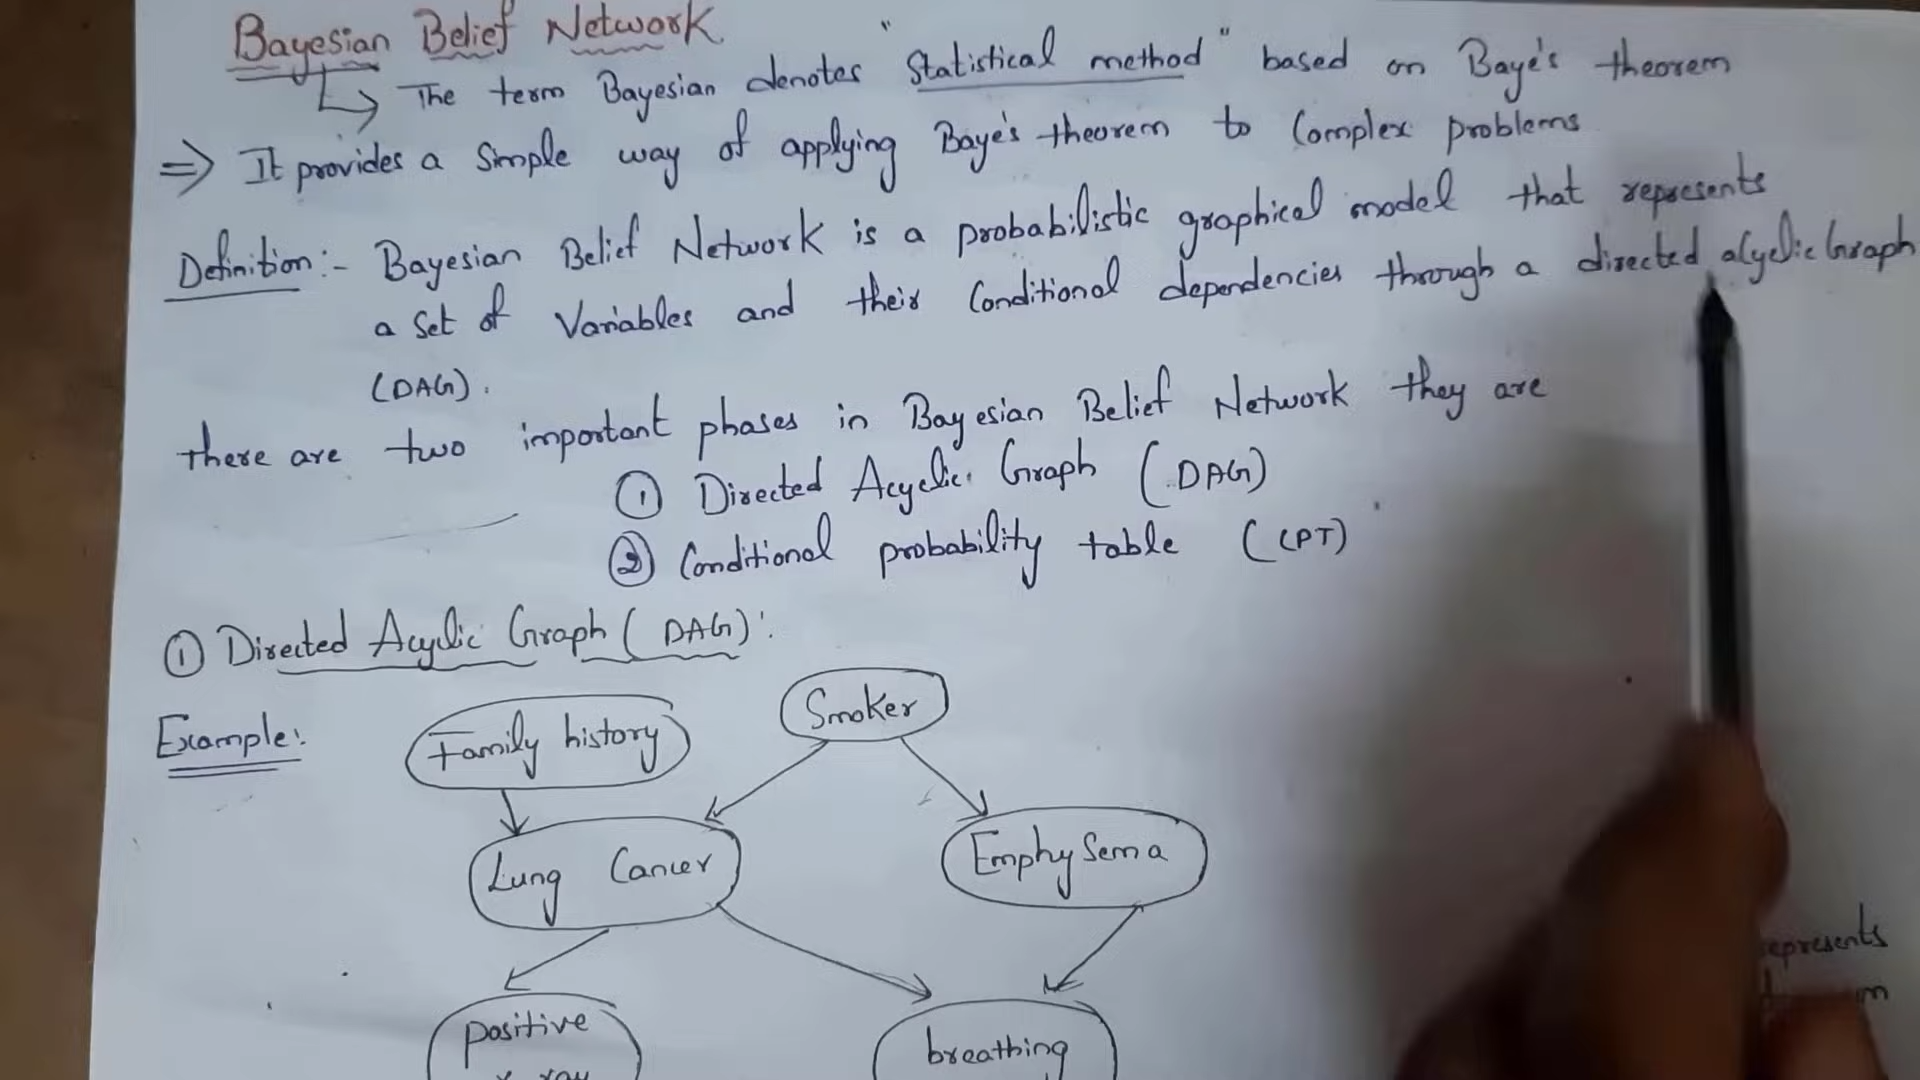 Bayesian Belief Network
The term Bayesian denotes "Statistical method" based on Baye's theorem
⇒ It provides a Simple way of applying Baye's theorem to Complex problems
Definition:- Bayesian Belief Network is a probabilistic graphical model that represents
a Set of Variables and their Conditional dependencies through a directed acyclic Graph
(DAG).
there are two important phases in Bayesian Belief Network they are
① Directed Acyclic Graph (DAG)
② Conditional probability table (CPT)
① Directed Acyclic Graph (DAG):
Example:
Family history
Smoker
Lung Cancer
Emphysema
positive
breathing